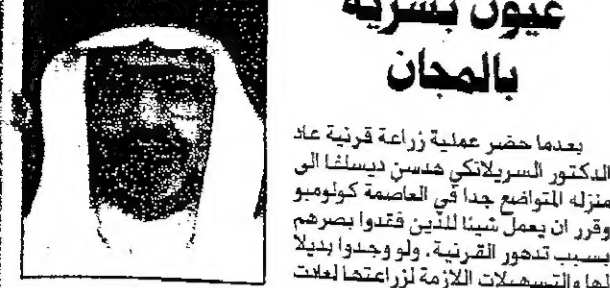 عيون بشرية
بالمجان
بعدما حضر عملية زراعة قرنية عاد
الدكتور السريلانكي هدسن ديسلفا الى
منزله المتواضع جدا في العاصمة كولومبو
وقرر ان يعمل شيئا للذين فقدوا بصرهم
بسبب تدهور القرنية. ولو وجدوا بديلا
لها والتسهيلات اللازمة لزراعتها لعادت